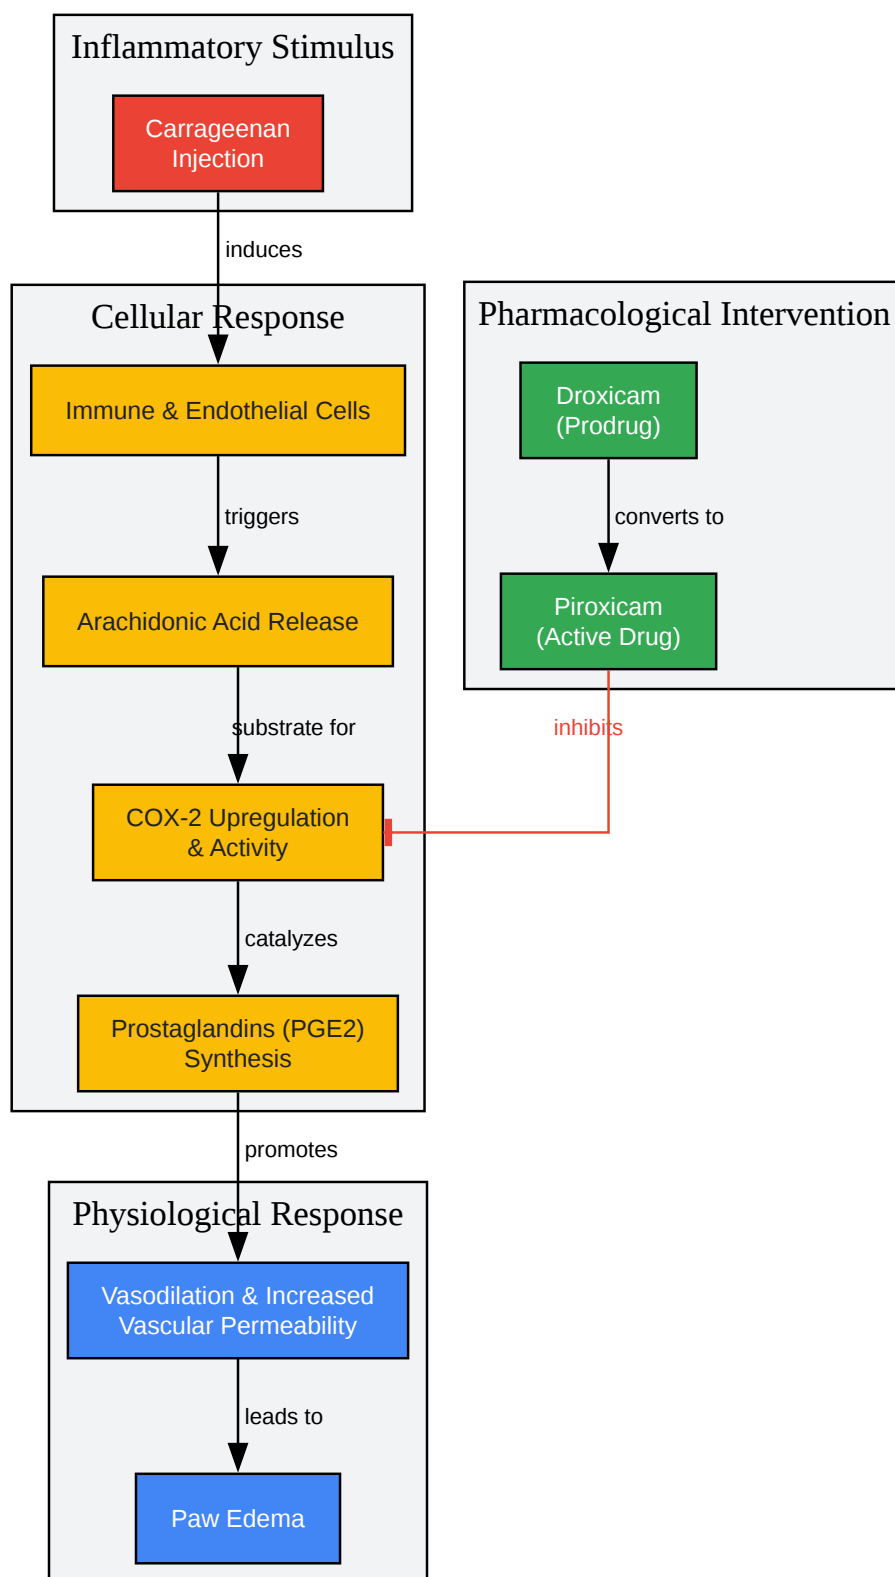 Inflammatory Stimulus
Carrageenan
Injection
induces
Cellular Response
Immune & Endothelial Cells
triggers
Arachidonic Acid Release
substrate for
COX-2 Upregulation
& Activity
catalyzes
Prostaglandins (PGE2)
Synthesis
promotes
Physiological Response
Vasodilation & Increased
Vascular Permeability
leads to
Paw Edema
Pharmacological Intervention
Droxicam
(Prodrug)
converts to
Piroxicam
(Active Drug)
inhibits